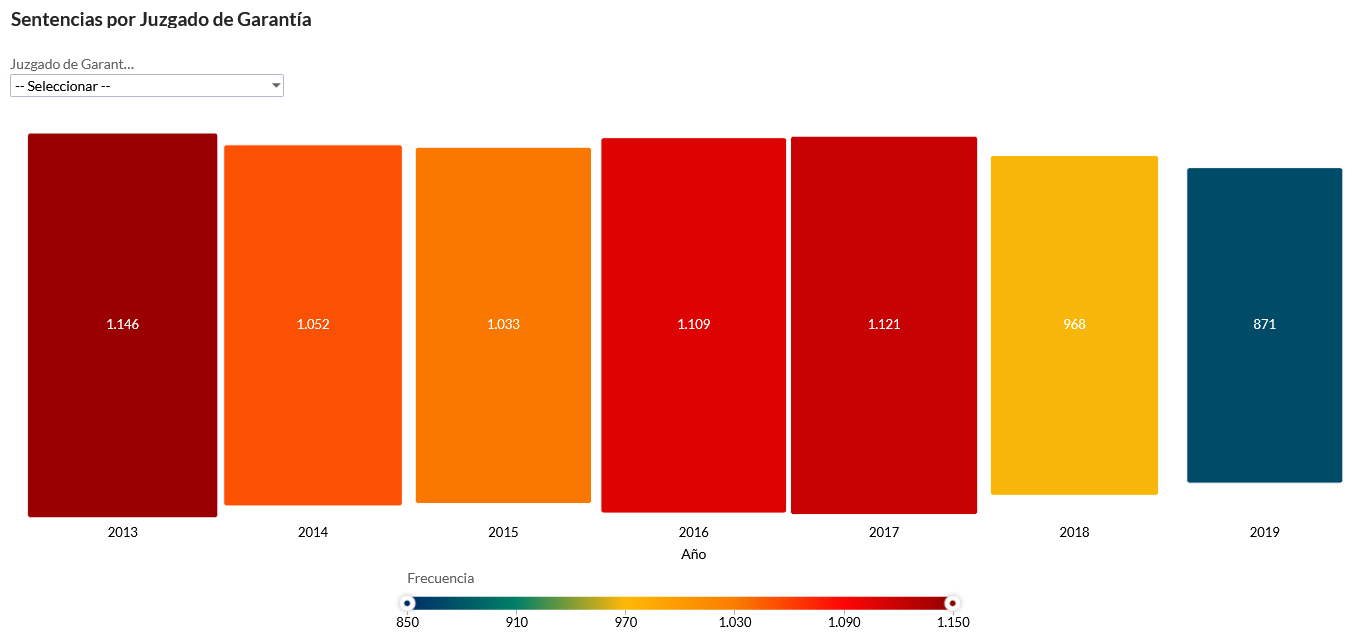 Sentencias por Juzgado de Garantía
Juzgado de Garant...
-- Seleccionar --
1.146 1.052 1.033 1.109 1.121 968 871
2013 2014 2015 2016 2017 2018 2019
Año
Frecuencia
850 910 970 1.030 1.090 1.150